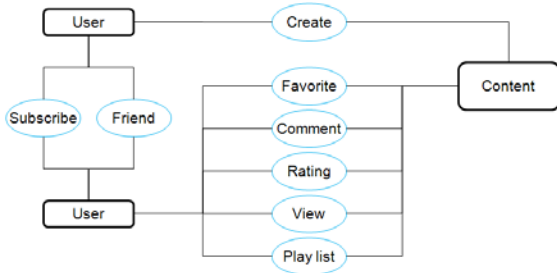 User
Create
Favorite
Content
Subscribe
Friend
Comment
Rating
User
View
Play list